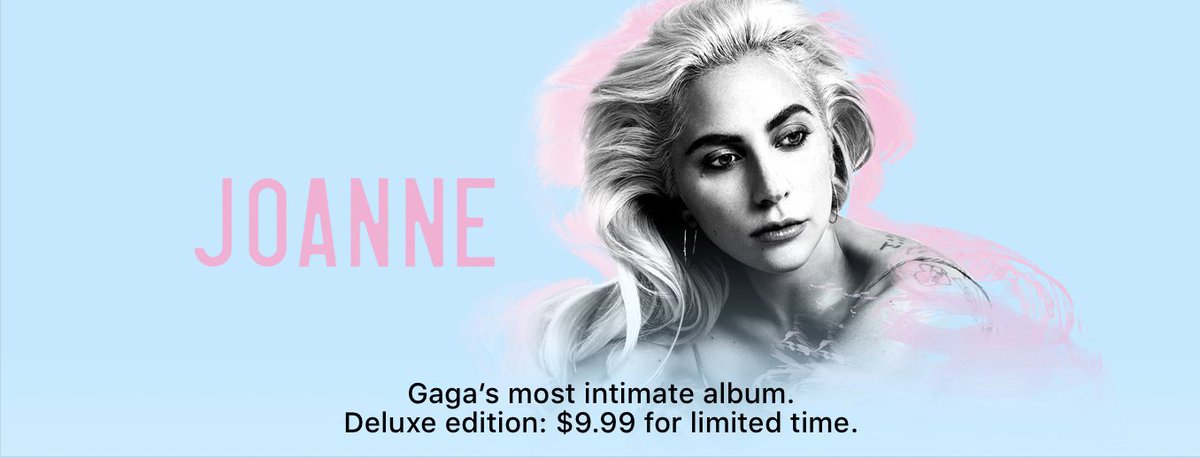 JOANNE
Gaga’s most intimate album.
Deluxe edition: $9.99 for limited time.